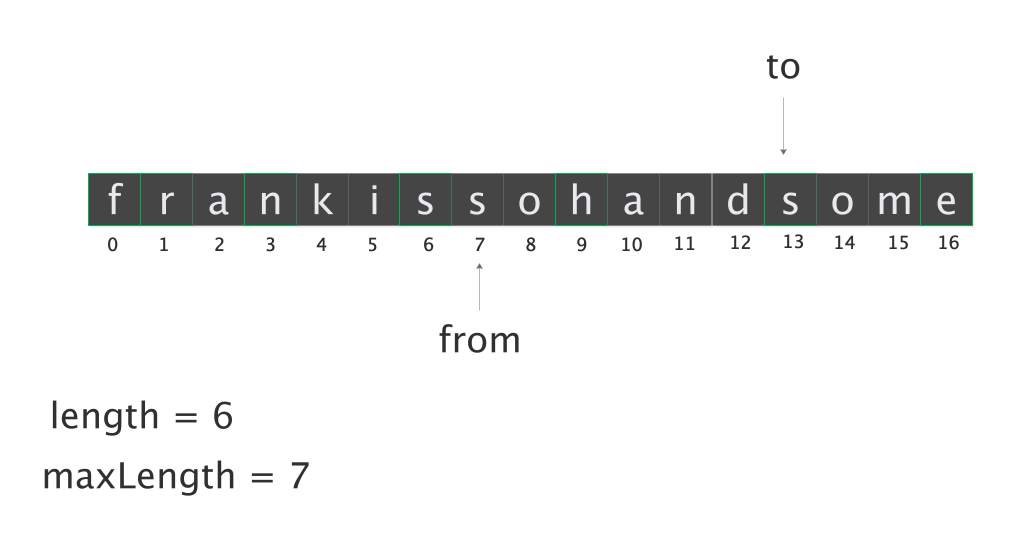 to
f r a n k i s s o h a n d s o m e
0 1 2 3 4 5 6 7 8 9 10 11 12 13 14 15 16
from
length = 6
maxLength = 7